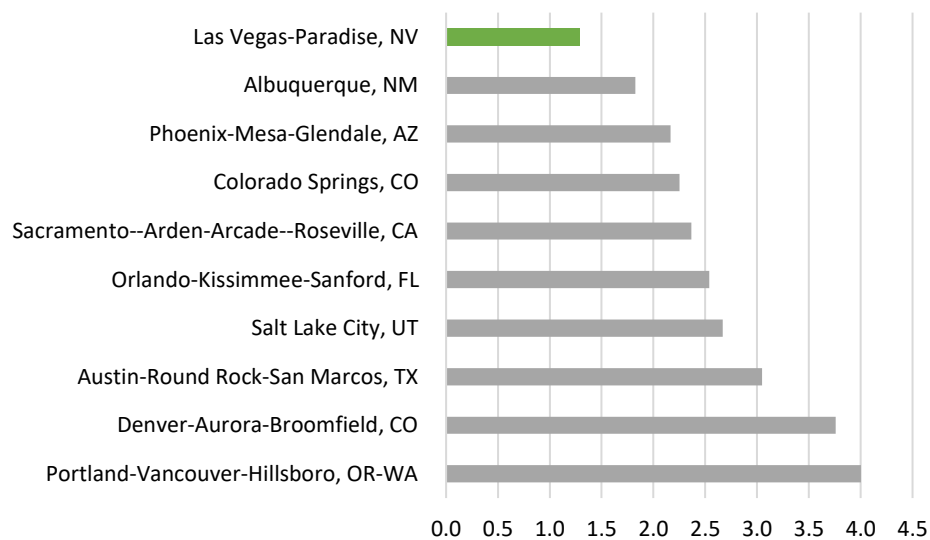 Las Vegas-Paradise, NV
Albuquerque, NM
Phoenix-Mesa-Glendale, AZ
Colorado Springs, CO
Sacramento--Arden-Arcade--Roseville, CA
Orlando-Kissimmee-Sanford, FL
Salt Lake City, UT
Austin-Round Rock-San Marcos, TX
Denver-Aurora-Broomfield, CO
Portland-Vancouver-Hillsboro, OR-WA
0.0 0.5 1.0 1.5 2.0 2.5 3.0 3.5 4.0 4.5